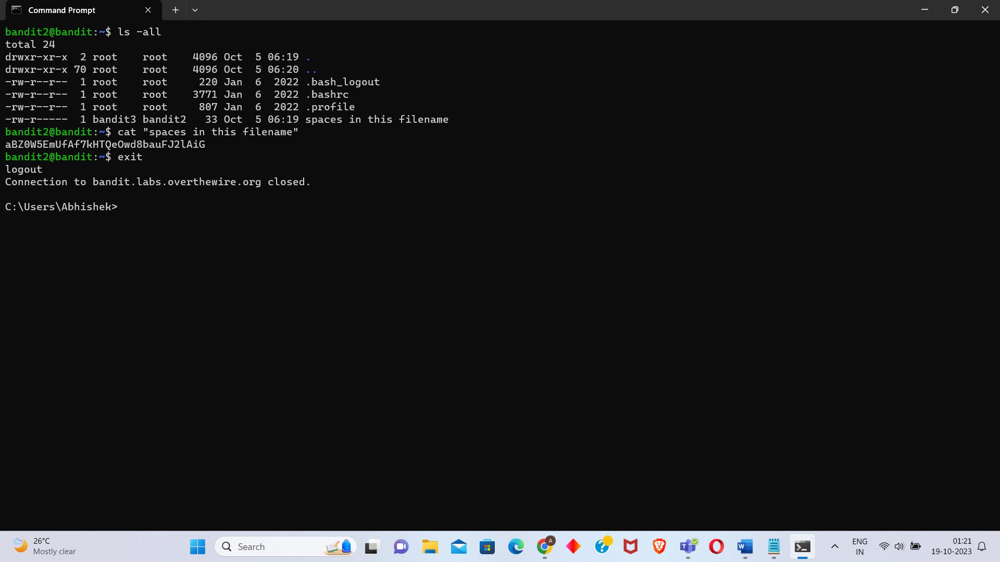 Command Prompt
bandit2@bandit:~$ ls -all
total 24
drwxr-xr-x  2 root    root    4096 Oct  5 06:19 .
drwxr-xr-x 70 root    root    4096 Oct  5 06:20 ..
-rw-r--r--  1 root    root     220 Jan  6  2022 .bash_logout
-rw-r--r--  1 root    root    3771 Jan  6  2022 .bashrc
-rw-r--r--  1 root    root     807 Jan  6  2022 .profile
-rw-r-----  1 bandit3 bandit2   33 Oct  5 06:19 spaces in this filename
bandit2@bandit:~$ cat "spaces in this filename"
aBZ0W5EmUfAf7kHTQeOwd8bauFJ2lAiG
bandit2@bandit:~$ exit
logout
Connection to bandit.labs.overthewire.org closed.
C:\Users\Abhishek>
26°C
Mostly clear
Search
A
ENG
IN
01:21
19-10-2023